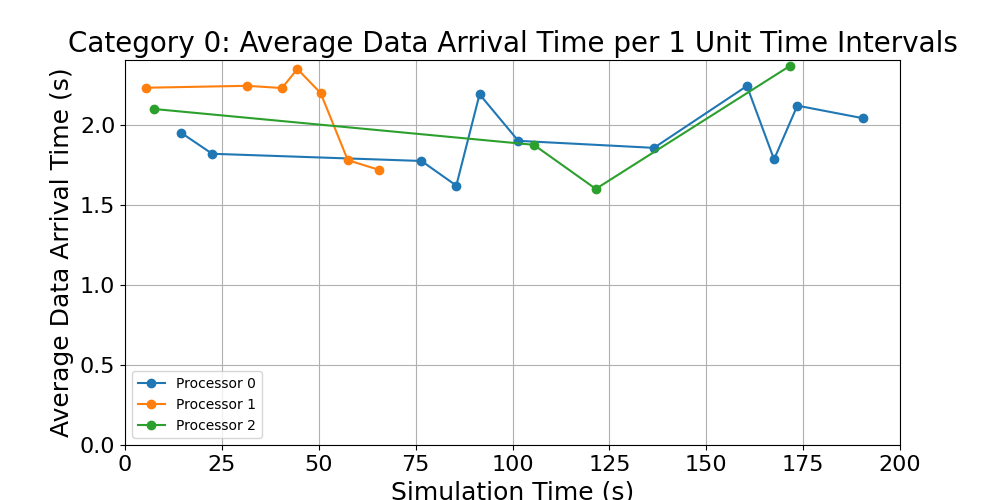 Category 0: Average Data Arrival Time per 1 Unit Time Intervals
Average Data Arrival Time (s)
2.0
1.5
1.0
0.5
0.0
Processor 0
Processor 1
Processor 2
0 25 50 75 100 125 150 175 200
Simulation Time (s)